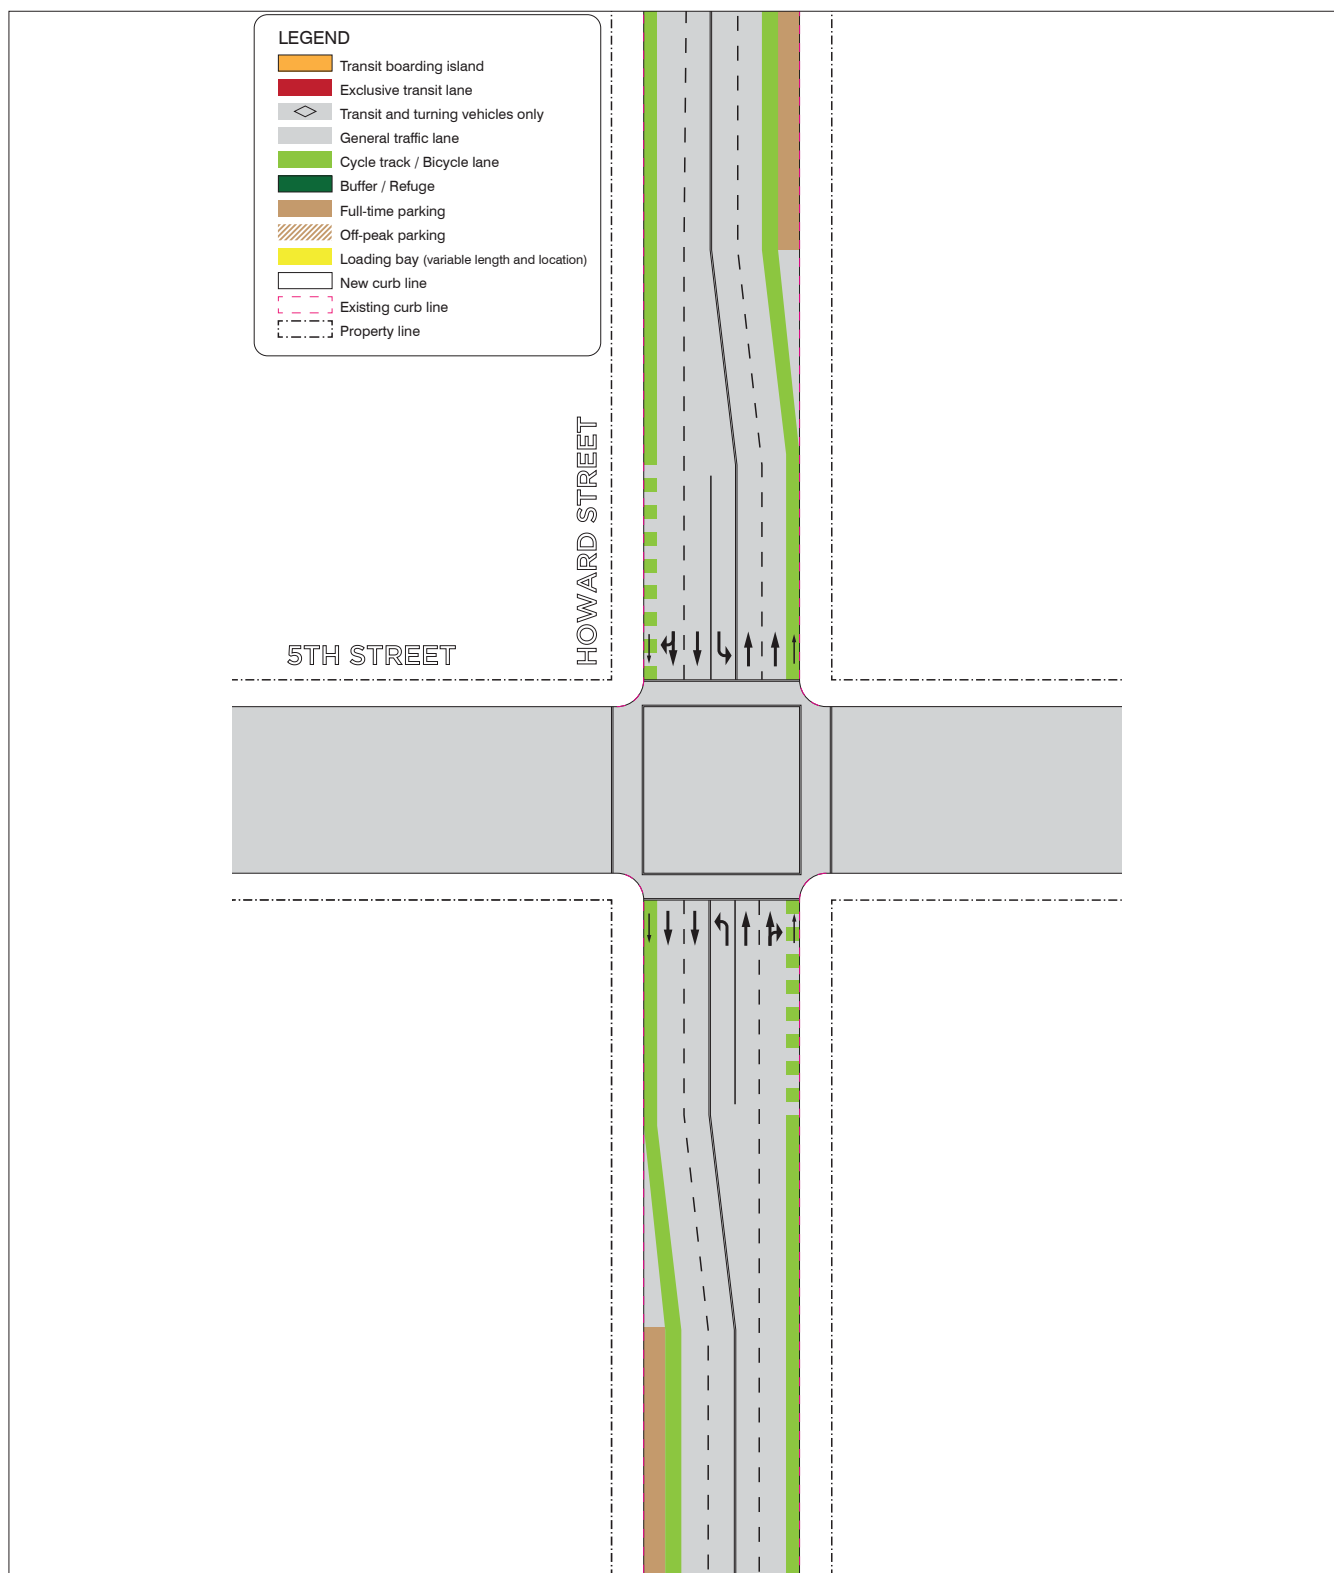 LEGEND
Transit boarding island
Exclusive transit lane
Transit and turning vehicles only
General traffic lane
Cycle track / Bicycle lane
Buffer / Refuge
Full-time parking
Off-peak parking
Loading bay (variable length and location)
New curb line
Existing curb line
Property line
HOWARD STREET
5TH STREET